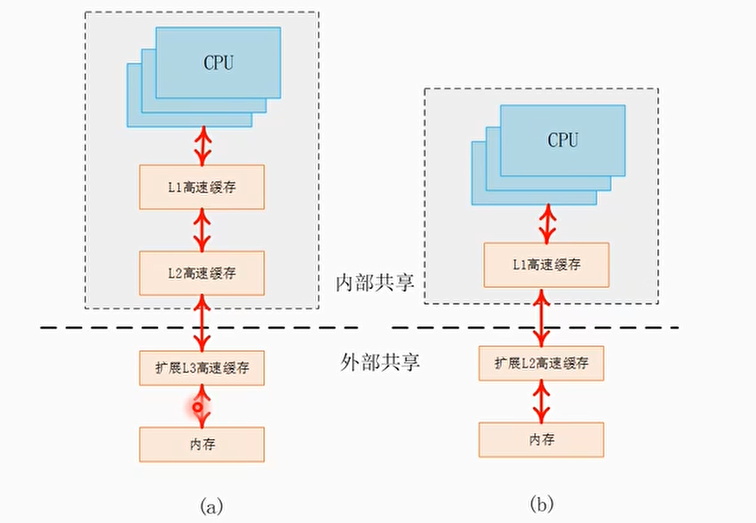 CPU
L1高速缓存
L2高速缓存
扩展L3高速缓存
内存
(a)
内部共享
外部共享
CPU
L1高速缓存
扩展L2高速缓存
内存
(b)